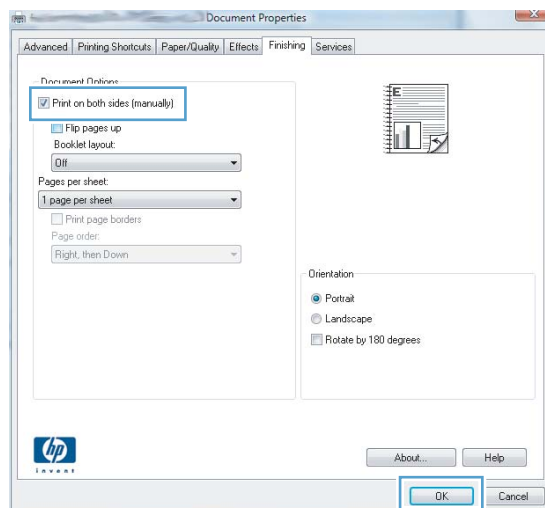 Document Properties
Advanced Printing Shortcuts Paper/Quality Effects Finishing Services
Document Options
Print on both sides (manually)
Flip pages up
Booklet layout:
Off
Pages per sheet:
1 page per sheet
Print page borders
Page order:
Right, then Down
E
Orientation
Portrait
Landscape
Rotate by 180 degrees
hp
invent
About... Help
OK Cancel